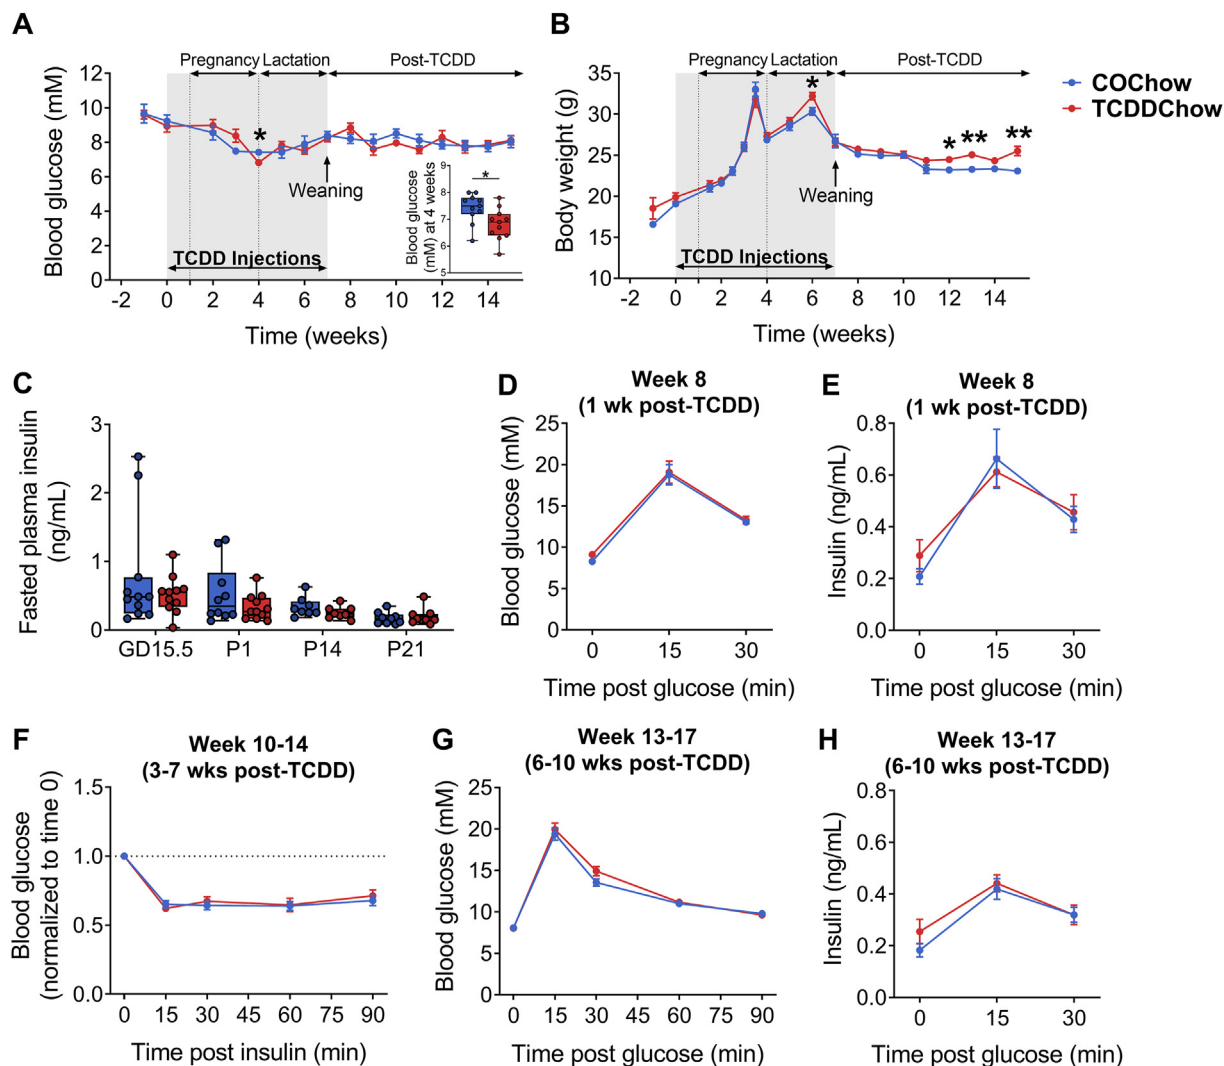 A
Pregnancy Lactation
Post-TCDD
Blood glucose (mM)
12
10
8
6
4
2
0
*
Weaning
TCDD Injections
-2 0 2 4 6 8 10 12 14
Time (weeks)
Blood glucose
(mM) at 4 weeks
9
8
7
6
5
*
B
Pregnancy Lactation
Post-TCDD
Body weight (g)
35
30
25
20
15
10
*
* ** **
Weaning
TCDD Injections
-2 0 2 4 6 8 10 12 14
Time (weeks)
COChow
TCDDChow
C
Fasted plasma insulin
(ng/mL)
3
2
1
0
GD15.5 P1 P14 P21
D
Week 8
(1 wk post-TCDD)
Blood glucose (mM)
25
20
15
10
5
0
0 15 30
Time post glucose (min)
E
Week 8
(1 wk post-TCDD)
Insulin (ng/mL)
0.8
0.6
0.4
0.2
0.0
0 15 30
Time post glucose (min)
F
Week 10-14
(3-7 wks post-TCDD)
Blood glucose
(normalized to time 0)
1.5
1.0
0.5
0.0
0 15 30 45 60 75 90
Time post insulin (min)
G
Week 13-17
(6-10 wks post-TCDD)
Blood glucose (mM)
25
20
15
10
5
0
0 15 30 45 60 75 90
Time post glucose (min)
H
Week 13-17
(6-10 wks post-TCDD)
Insulin (ng/mL)
0.8
0.6
0.4
0.2
0.0
0 15 30
Time post glucose (min)